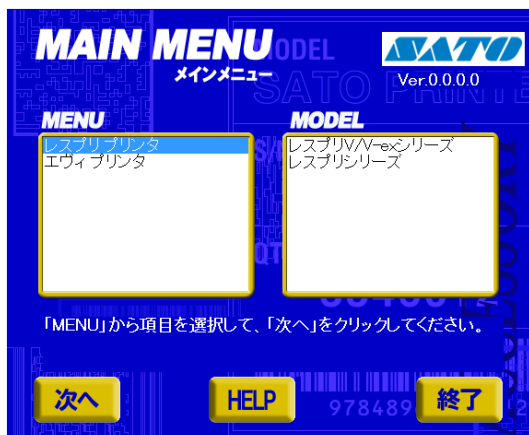 MAIN MENU
メインメニュー
MODEL
SATO
Ver.0.0.0.0
SATO PRINTE
MENU
MODEL
レスプリプリンタ
エヴィプリンタ
レスプリV/V-exシリーズ
レスプリシリーズ
「MENU」から項目を選択して、「次へ」をクリックしてください。
次へ
HELP
978489
終了